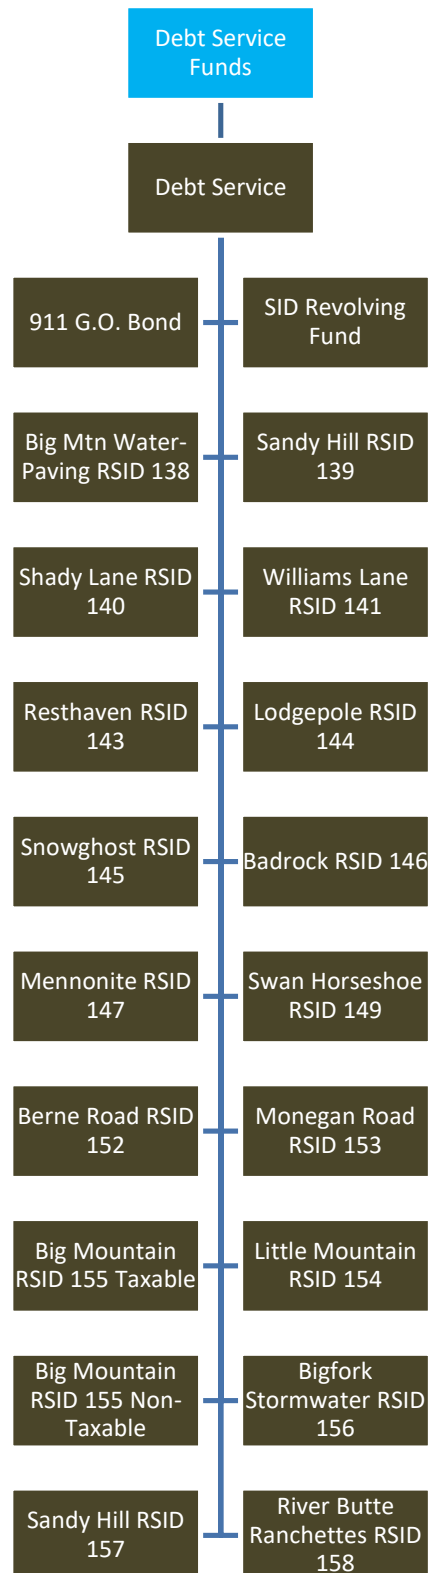 Debt Service
Funds
Debt Service
911 G.O. Bond
SID Revolving
Fund
Big Mtn Water-
Paving RSID 138
Sandy Hill RSID
139
Shady Lane RSID
140
Williams Lane
RSID 141
Resthaven RSID
143
Lodgepole RSID
144
Snowghost RSID
145
Badrock RSID 146
Mennonite RSID
147
Swan Horseshoe
RSID 149
Berne Road RSID
152
Monegan Road
RSID 153
Big Mountain
RSID 155 Taxable
Little Mountain
RSID 154
Big Mountain
RSID 155 Non-
Taxable
Bigfork
Stormwater RSID
156
Sandy Hill RSID
157
River Butte
Ranchettes RSID
158